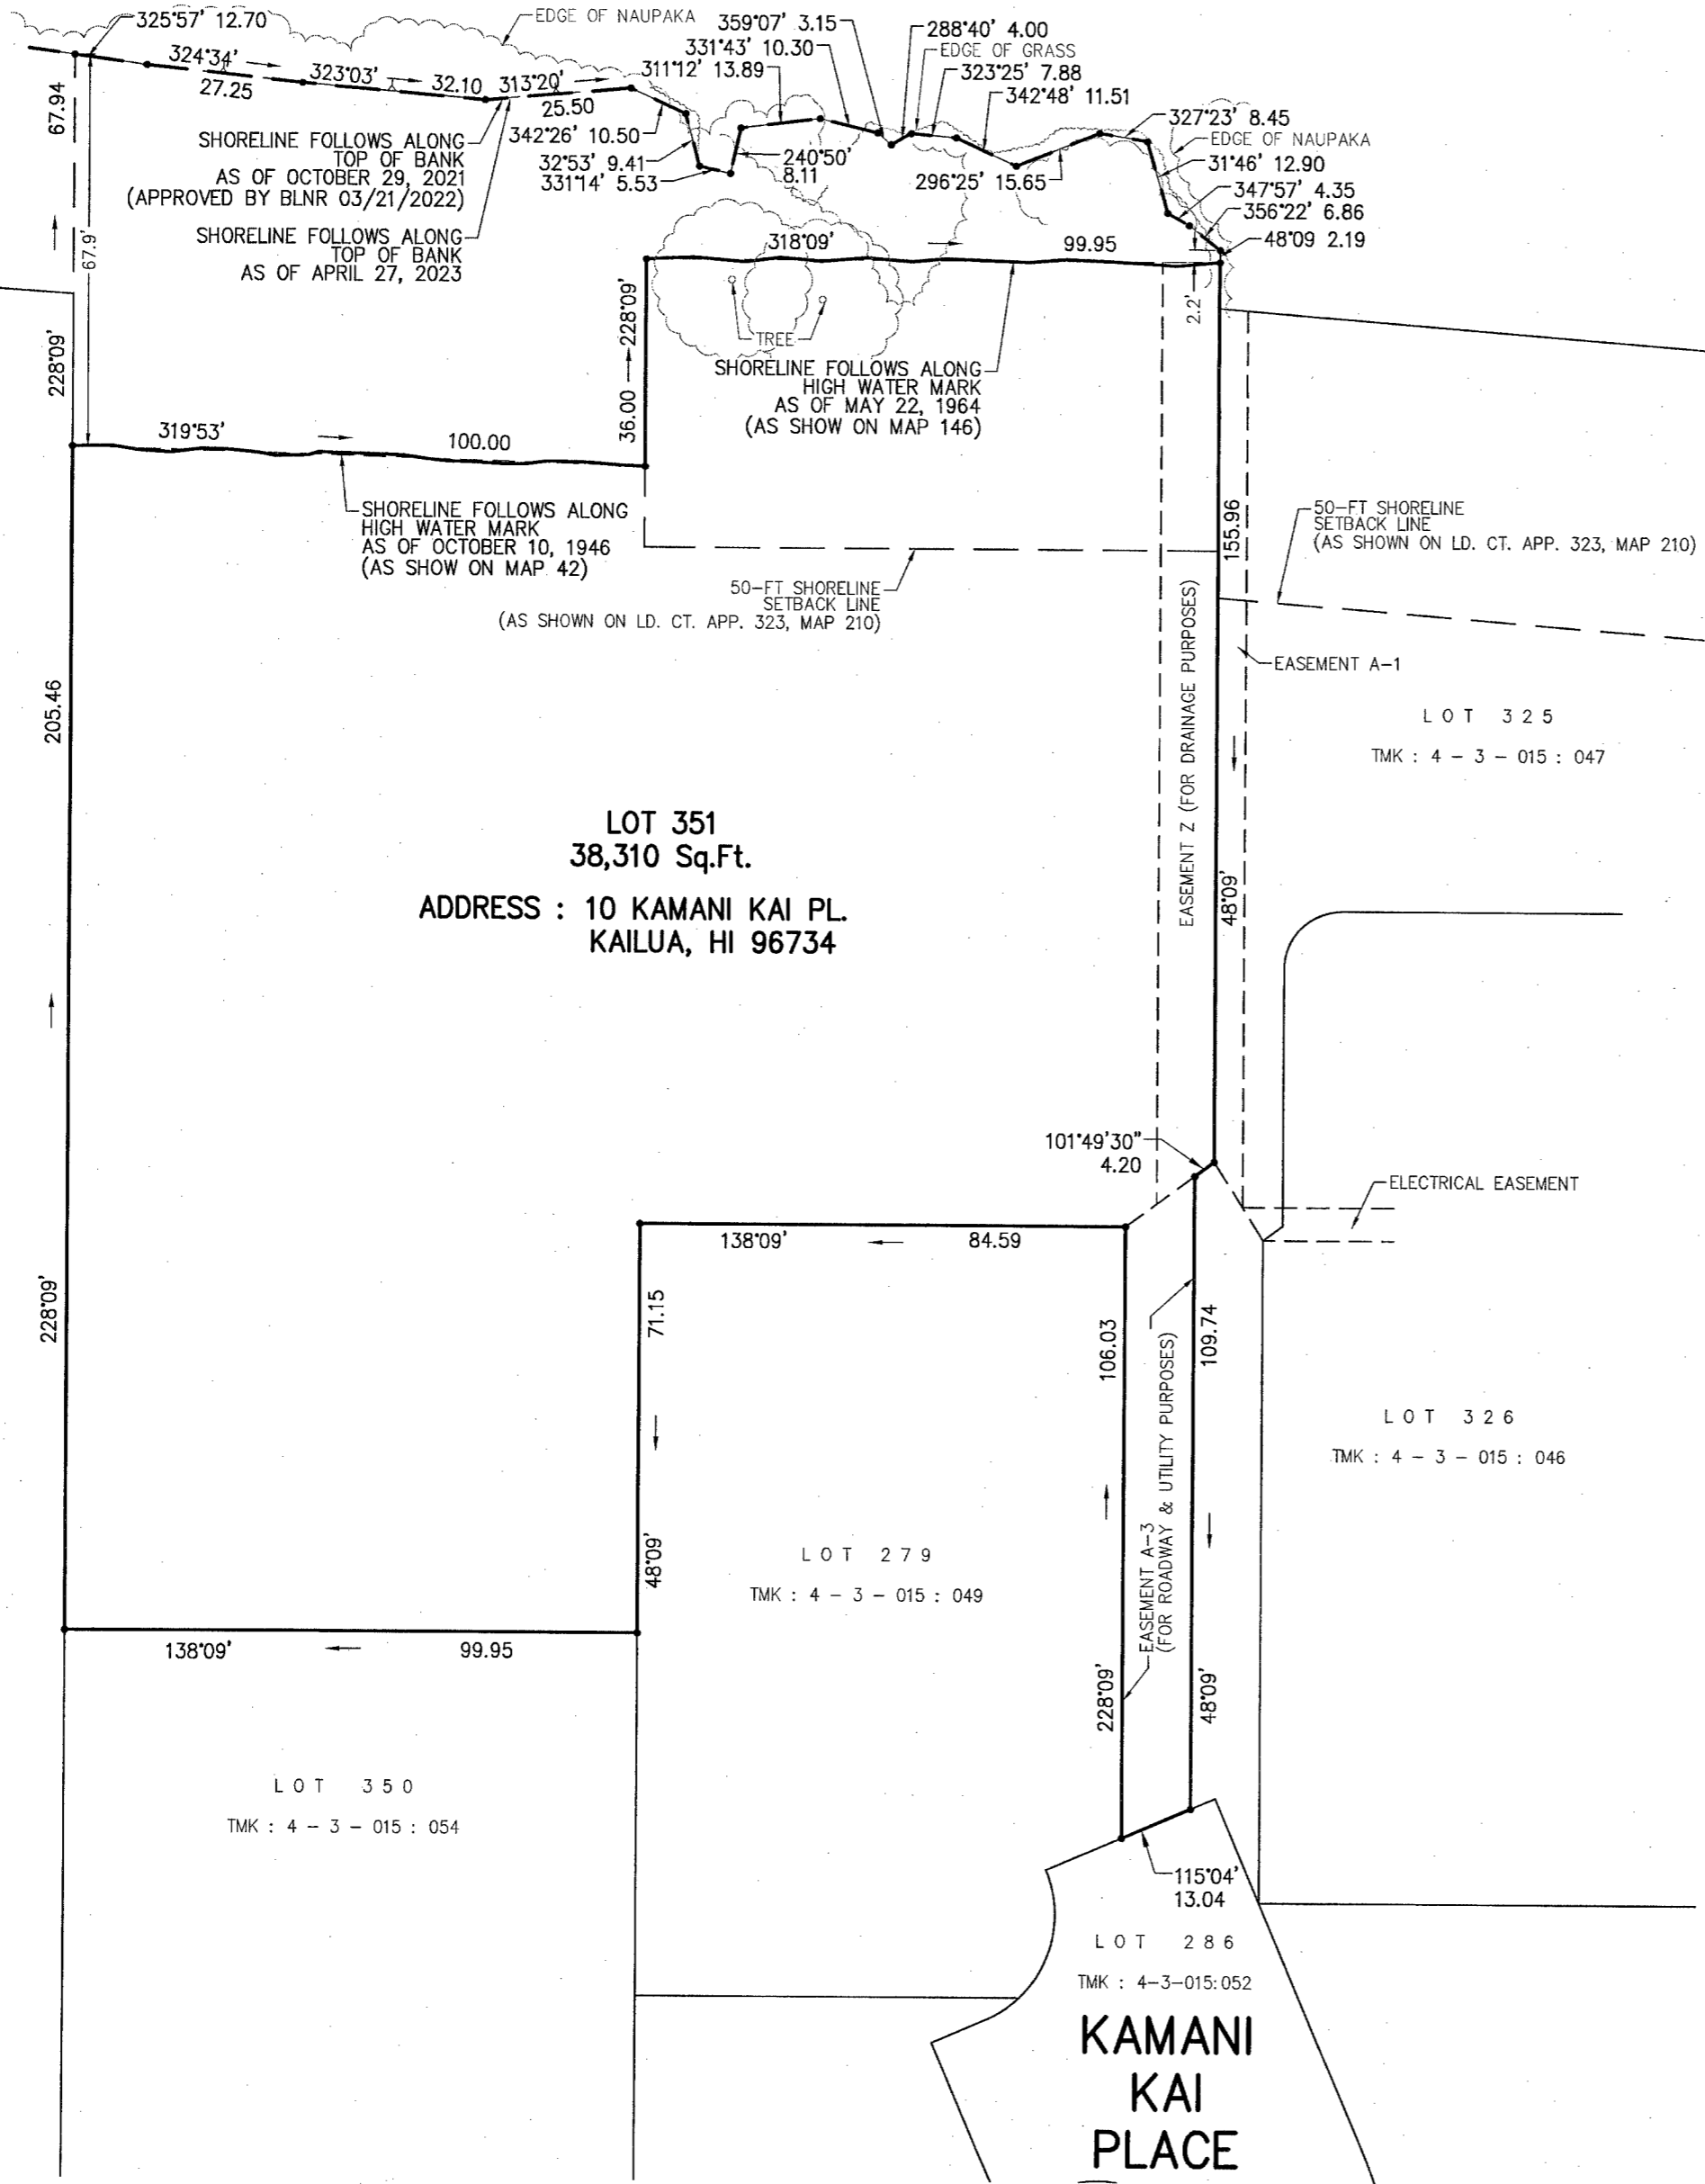 325°57' 12.70
EDGE OF NAUPAKA
359°07' 3.15
288°40' 4.00
331°43' 10.30
EDGE OF GRASS
324°34'
27.25
323°03'
32.10
313°20'
25.50
311°12' 13.89
323°25' 7.88
342°48' 11.51
67.94
67.9'
SHORELINE FOLLOWS ALONG
TOP OF BANK
AS OF OCTOBER 29, 2021
(APPROVED BY BLNR 03/21/2022)
342°26' 10.50
32°53' 9.41
331°14' 5.53
240°50'
8.11
296°25' 15.65
327°23' 8.45
EDGE OF NAUPAKA
31°46' 12.90
347°57' 4.35
356°22' 6.86
48°09 2.19
SHORELINE FOLLOWS ALONG
TOP OF BANK
AS OF APRIL 27, 2023
318°09'
99.95
228°09'
36.00
228°09'
2.2'
TREE
SHORELINE FOLLOWS ALONG
HIGH WATER MARK
AS OF MAY 22, 1964
(AS SHOW ON MAP 146)
319°53'
100.00
SHORELINE FOLLOWS ALONG
HIGH WATER MARK
AS OF OCTOBER 10, 1946
(AS SHOW ON MAP 42)
155.96
50-FT SHORELINE
SETBACK LINE
(AS SHOWN ON LD. CT. APP. 323, MAP 210)
50-FT SHORELINE
SETBACK LINE
(AS SHOWN ON LD. CT. APP. 323, MAP 210)
EASEMENT Z (FOR DRAINAGE PURPOSES)
EASEMENT A-1
205.46
LOT 325
TMK : 4 - 3 - 015 : 047
LOT 351
38,310 Sq.Ft.
ADDRESS : 10 KAMANI KAI PL.
KAILUA, HI 96734
48°09'
101°49'30"
4.20
ELECTRICAL EASEMENT
138°09'
84.59
228°09'
71.15
106.03
109.74
EASEMENT A-3
(FOR ROADWAY & UTILITY PURPOSES)
LOT 326
TMK : 4 - 3 - 015 : 046
48°09'
LOT 279
TMK : 4 - 3 - 015 : 049
138°09'
99.95
228°09'
48°09'
LOT 350
TMK : 4 - 3 - 015 : 054
115°04'
13.04
LOT 286
TMK : 4-3-015:052
KAMANI
KAI
PLACE